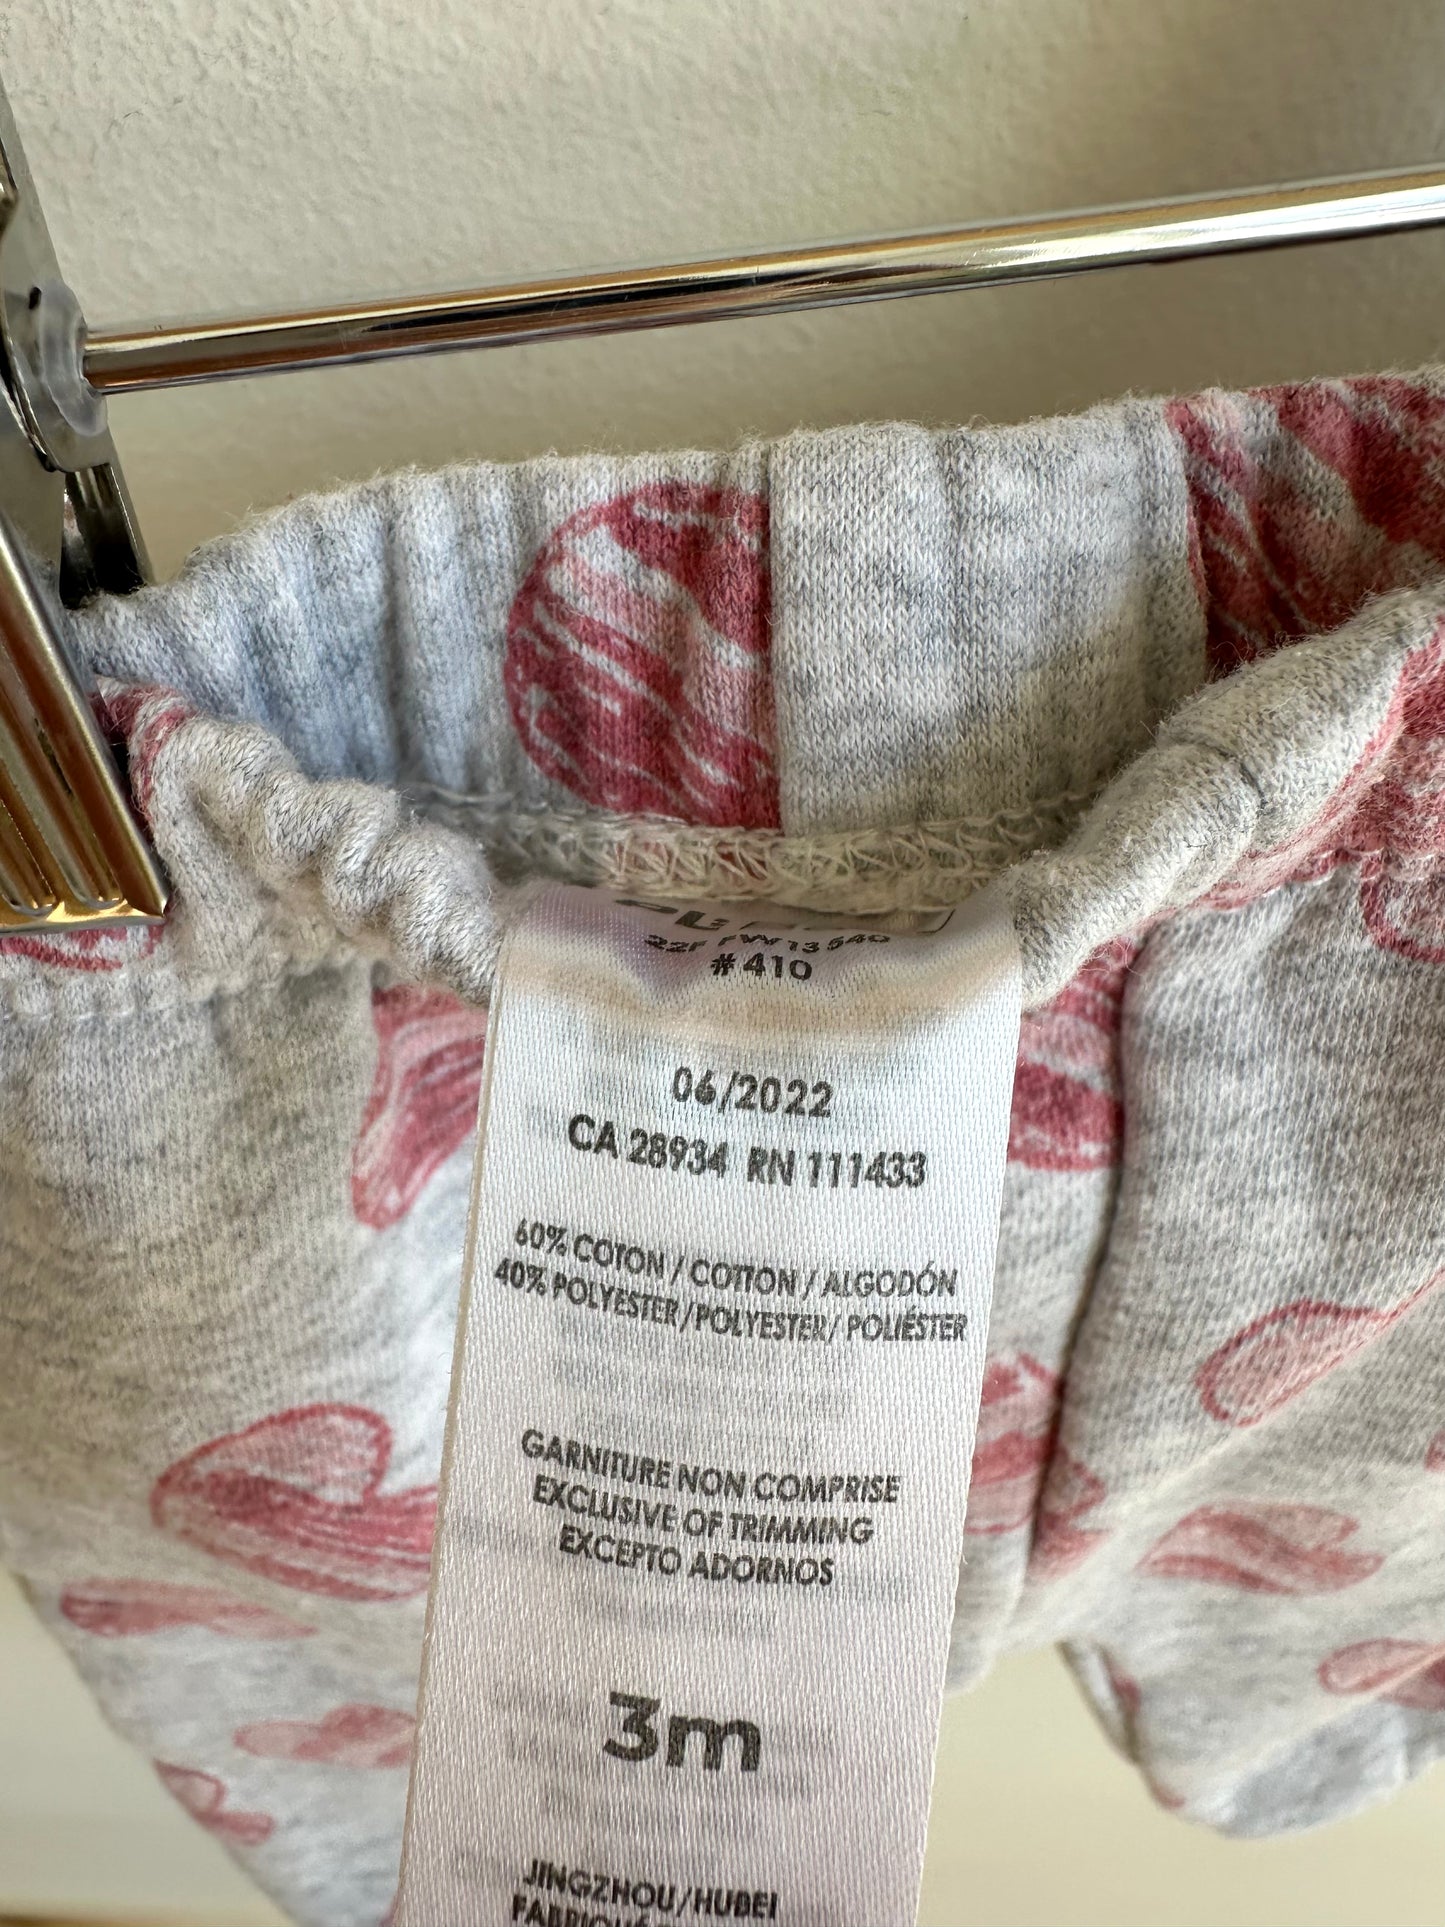 #410
06/2022
CA 28934 RN 111433
60% COTON / COTTON / ALGODÓN
40% POLYESTER/POLYESTER/ POLIÉSTER
GARNITURE NON COMPRISE
EXCLUSIVE OF TRIMMING
EXCEPTO ADORNOS
3m
JINGZHOU/HUBEI